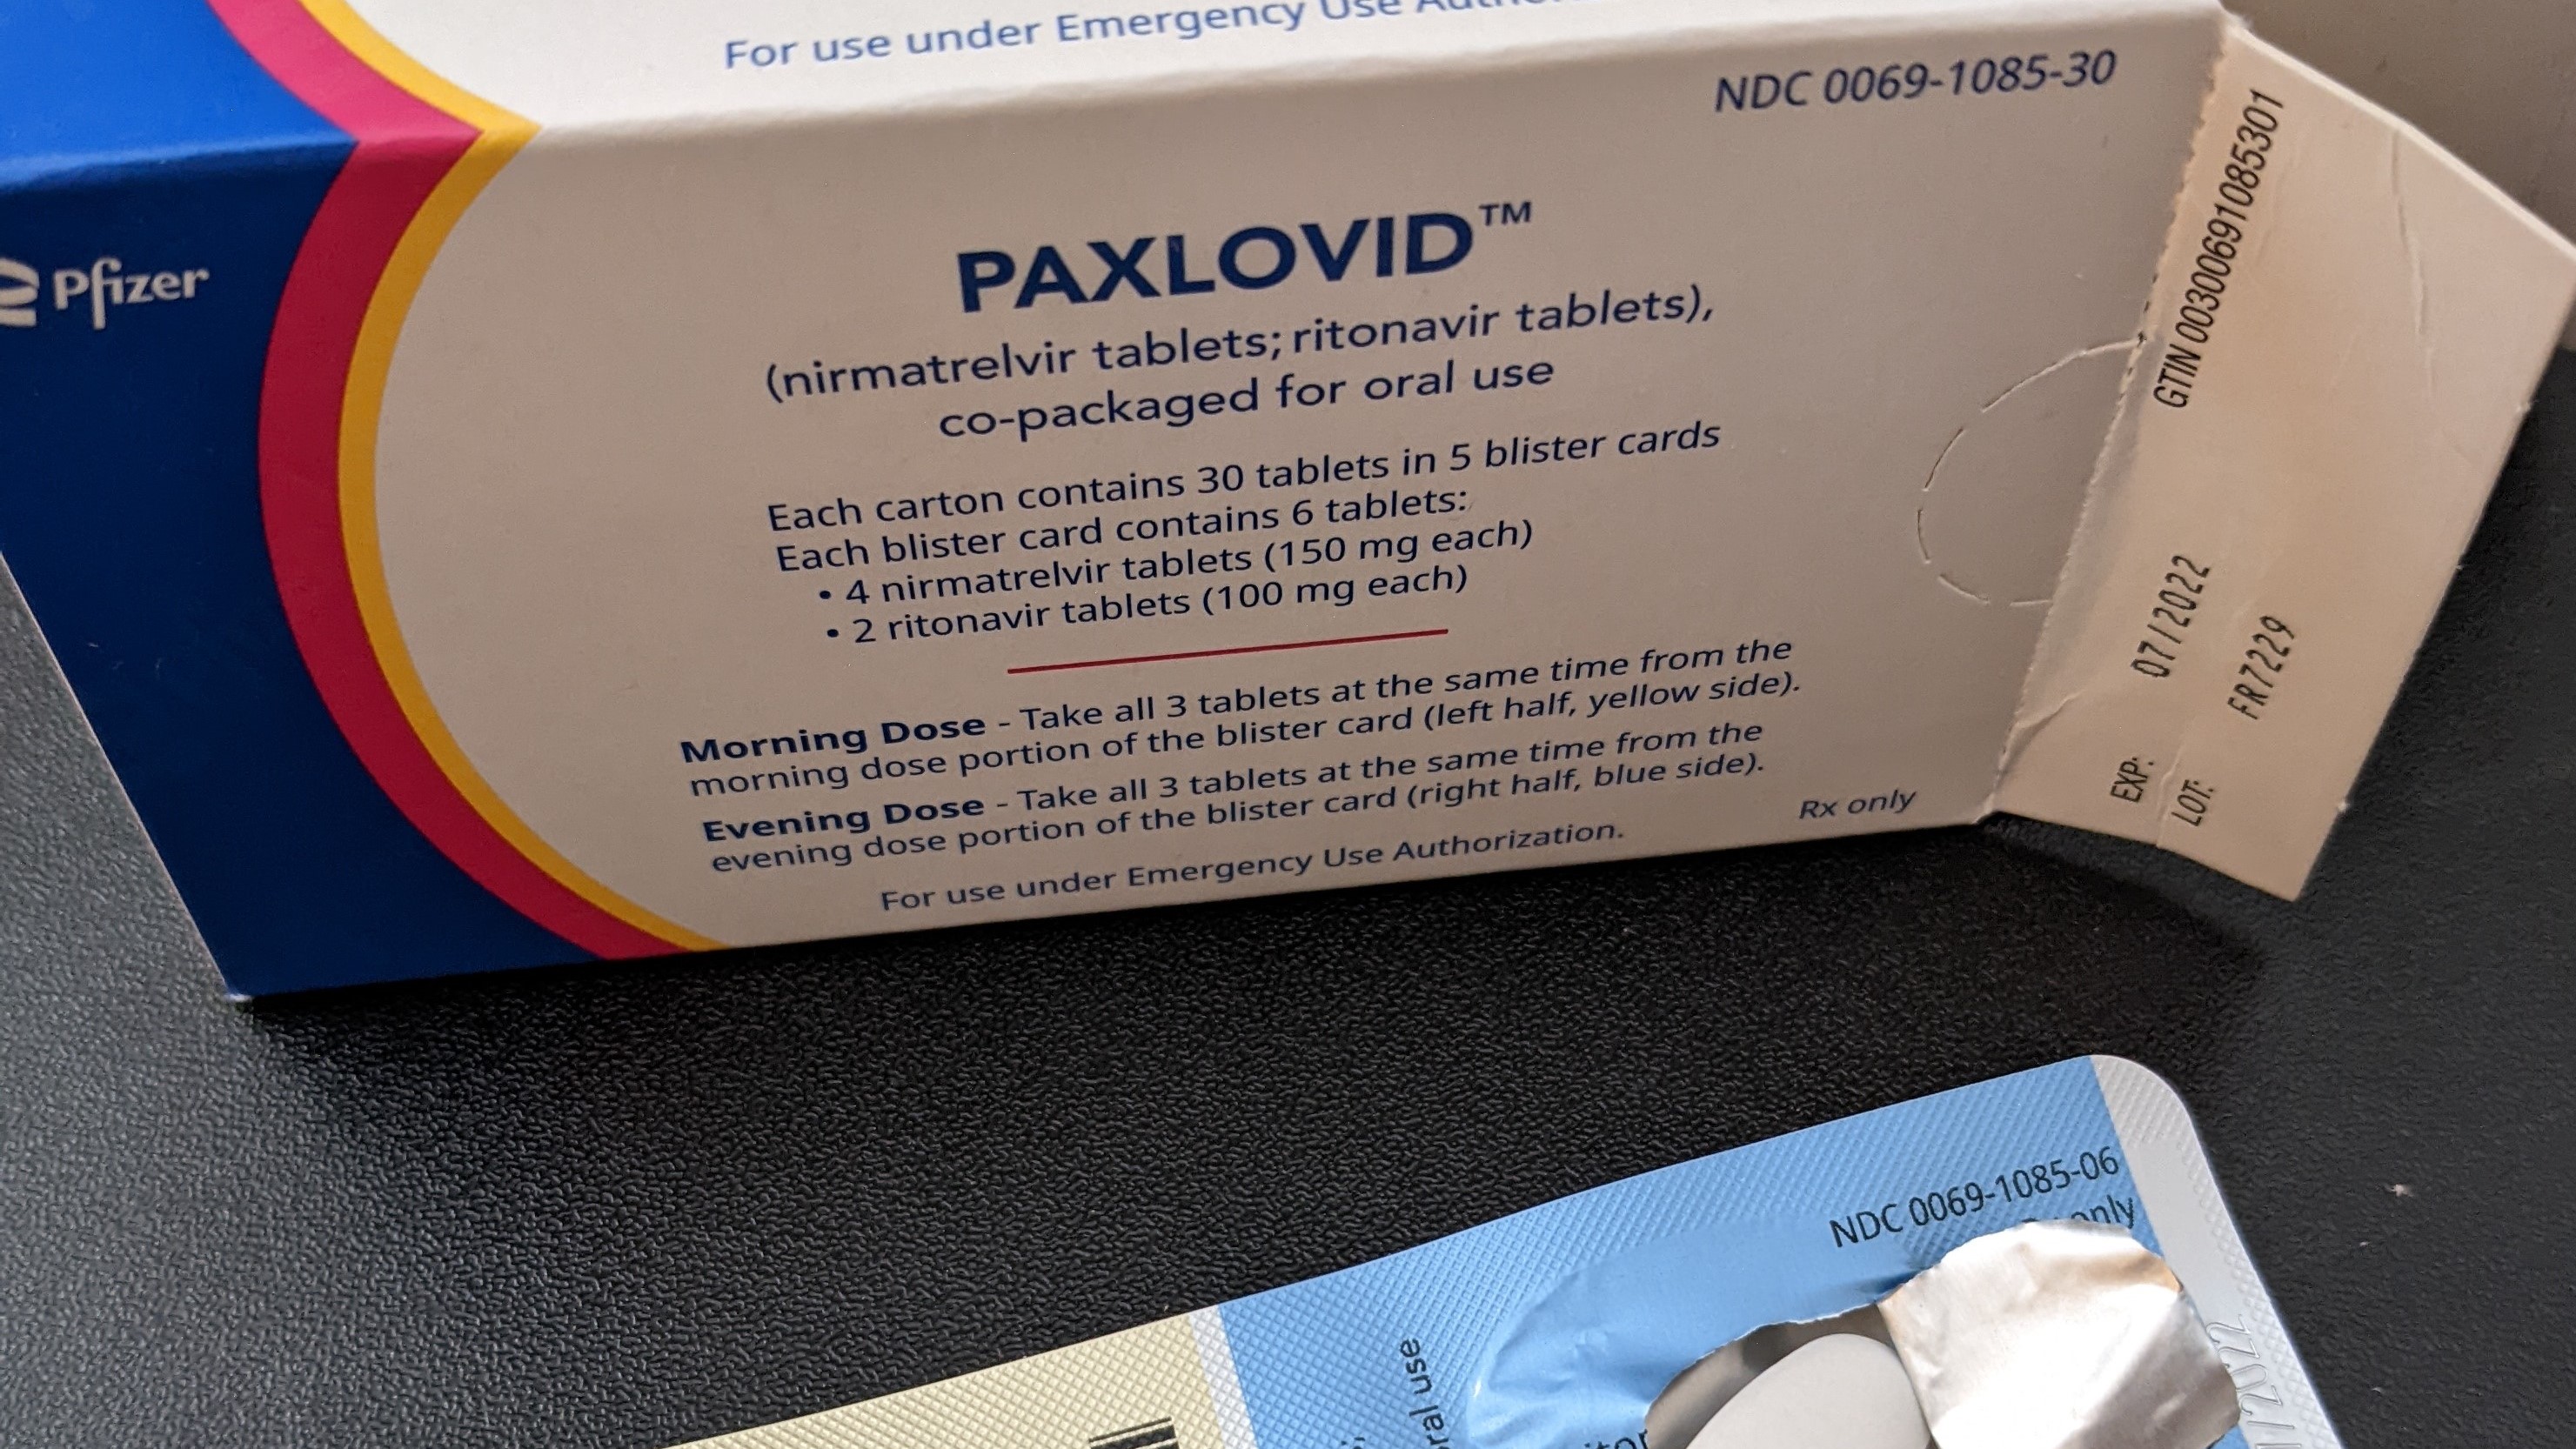 For use under Emergency Use
NDC 0069-1085-30
Pfizer
PAXLOVID™
(nirmatrelvir tablets; ritonavir tablets),
co-packaged for oral use
Each carton contains 30 tablets in 5 blister cards
Each blister card contains 6 tablets:
• 4 nirmatrelvir tablets (150 mg each)
• 2 ritonavir tablets (100 mg each)
Morning Dose - Take all 3 tablets at the same time from the
morning dose portion of the blister card (left half, yellow side).
Evening Dose - Take all 3 tablets at the same time from the
evening dose portion of the blister card (right half, blue side).
For use under Emergency Use Authorization.
Rx only
GTIN 00300691085301
EXP: 07/2022
LOT: FR7229
NDC 0069-1085-06
only
use